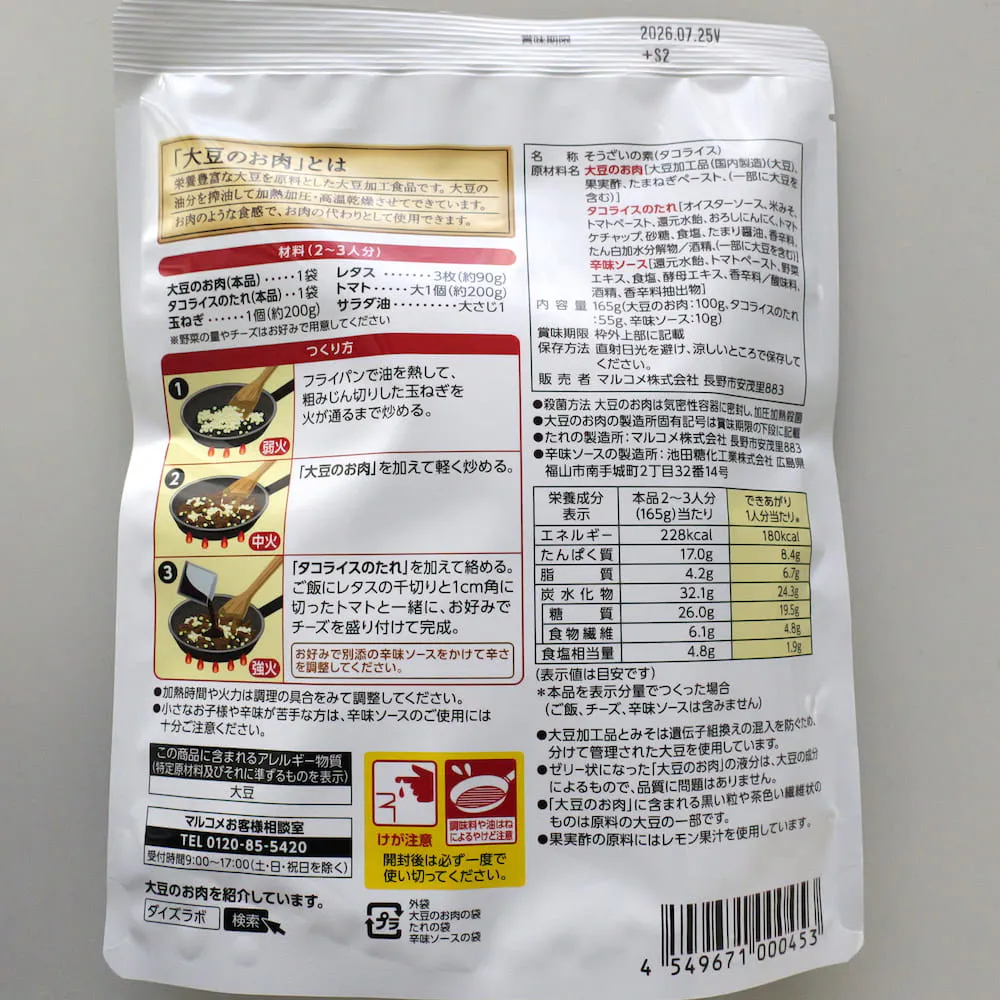 賞味期限
2026.07.25V
+S2
「大豆のお肉」とは
栄養豊富な大豆を原料とした大豆加工食品です。大豆の
油分を搾油して加熱加圧・高温乾燥させてできています。
お肉のような食感で、お肉の代わりとして使用できます。
材料(2〜3人分)
大豆のお肉(本品)・・・・・1袋
タコライスのたれ(本品)・・1袋
玉ねぎ・・・・・・1個(約200g)
レタス・・・・・・・3枚(約90g)
トマト・・・・・大1個(約200g)
サラダ油・・・・・・・・・大さじ1
※野菜の量やチーズはお好みで用意してください
つくり方
1
フライパンで油を熱して、
粗みじん切りした玉ねぎを
火が通るまで炒める。
弱火
2
「大豆のお肉」を加えて軽く炒める。
中火
3
「タコライスのたれ」を加えて絡める。
ご飯にレタスの千切りと1cm角に
切ったトマトと一緒に、お好みで
チーズを盛り付けて完成。
お好みで別添の辛味ソースをかけて辛さ
を調整してください。
強火
●加熱時間や火力は調理の具合をみて調整してください。
●小さなお子様や辛味が苦手な方は、辛味ソースのご使用には
十分ご注意ください。
この商品に含まれるアレルギー物質
(特定原材料及びそれに準ずるものを表示)
大豆
マルコメお客様相談室
TEL 0120-85-5420
受付時間9:00〜17:00(土・日・祝日を除く)
大豆のお肉を紹介しています。
ダイズラボ 検索
けが注意
調味料や油はね
によるやけど注意
開封後は必ず一度で
使い切ってください。
プラ
外袋
大豆のお肉の袋
たれの袋
辛味ソースの袋
名 称 そうざいの素(タコライス)
原材料名 大豆のお肉[大豆加工品(国内製造)(大豆)、
果実酢、たまねぎペースト、(一部に大豆を
含む)]
タコライスのたれ[オイスターソース、米みそ、
トマトペースト、還元水飴、おろしにんにく、トマト
ケチャップ、砂糖、食塩、たまり醤油、香辛料、
たん白加水分解物/酒精、(一部に大豆を含む)]
辛味ソース[還元水飴、トマトペースト、野菜
エキス、食塩、酵母エキス、香辛料/酸味料、
酒精、香辛料抽出物]
内容量 165g(大豆のお肉:100g、タコライスのたれ
:55g、辛味ソース:10g)
賞味期限 枠外上部に記載
保存方法 直射日光を避け、涼しいところで保存して
ください。
販売者 マルコメ株式会社 長野市安茂里883
●殺菌方法 大豆のお肉は気密性容器に密封し、加圧加熱殺菌
●大豆のお肉の製造所固有記号は賞味期限の下段に記載
●たれの製造所:マルコメ株式会社 長野市安茂里883
●辛味ソースの製造所:池田糖化工業株式会社 広島県
福山市南手城町2丁目32番14号
栄養成分
表示
本品2〜3人分
(165g)当たり
できあがり
1人分当たり*
エネルギー 228kcal 180kcal
たんぱく質 17.0g 8.4g
脂 質 4.2g 6.7g
炭水化物 32.1g 24.3g
糖 質 26.0g 19.5g
食物繊維 6.1g 4.8g
食塩相当量 4.8g 1.9g
(表示値は目安です)
*本品を表示分量でつくった場合
(ご飯、チーズ、辛味ソースは含みません)
●大豆加工品とみそは遺伝子組換えの混入を防ぐため、
分けて管理された大豆を使用しています。
●ゼリー状になった「大豆のお肉」の液分は、大豆の成分
によるもので、品質に問題はありません。
●「大豆のお肉」に含まれる黒い粒や茶色い繊維状の
ものは原料の大豆の一部です。
●果実酢の原料にはレモン果汁を使用しています。
4 549671 000453